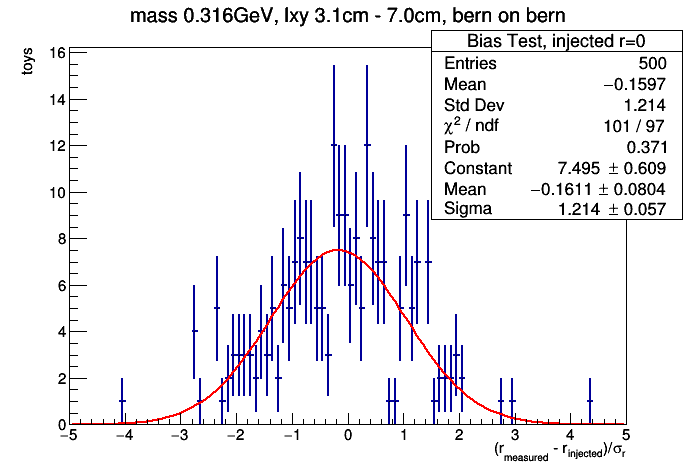 mass 0.316GeV, lxy 3.1cm - 7.0cm, bern on bern
Bias Test, injected r=0
Entries 500
Mean −0.1597
Std Dev 1.214
χ² / ndf 101 / 97
Prob 0.371
Constant 7.495 ± 0.609
Mean −0.1611 ± 0.0804
Sigma 1.214 ± 0.057
toys
16
14
12
10
8
6
4
2
0
−5 −4 −3 −2 −1 0 1 2 3 4 5
(r_measured - r_injected)/σ_r